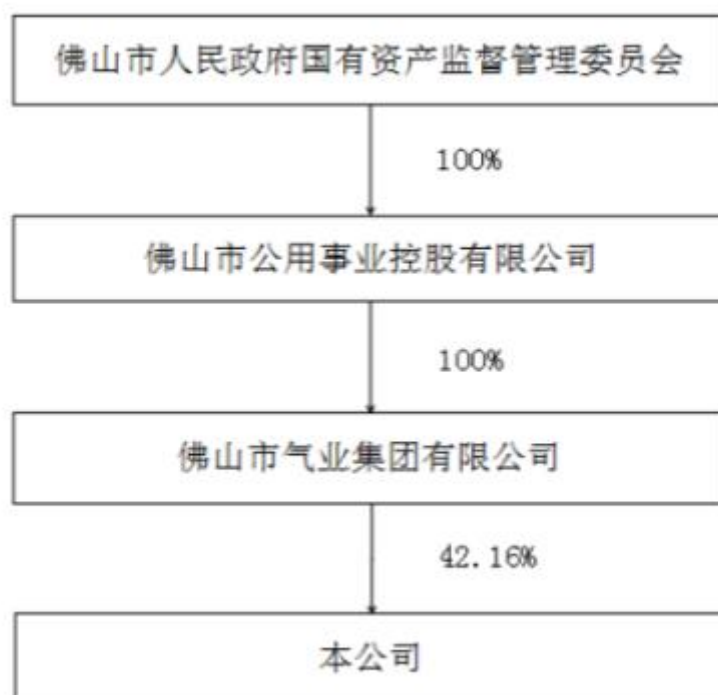 佛山市人民政府国有资产监督管理委员会
100%
佛山市公用事业控股有限公司
100%
佛山市气业集团有限公司
42.16%
本公司